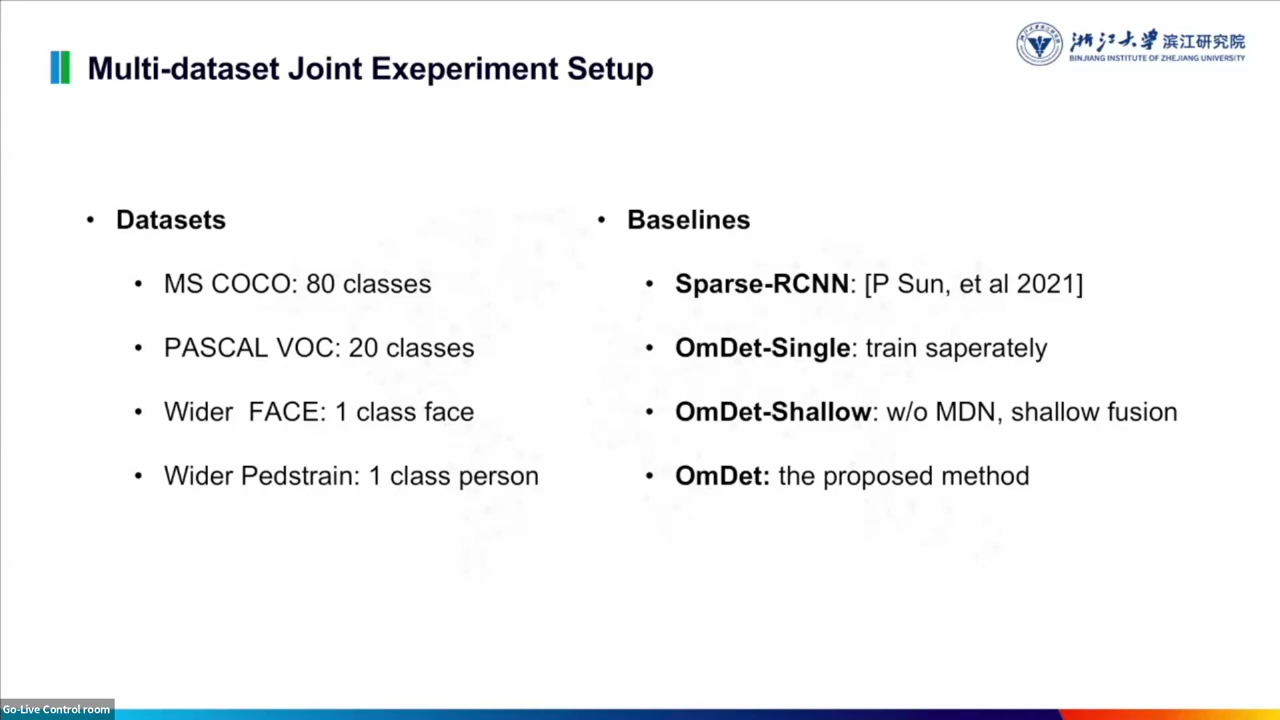 Multi-dataset Joint Exeperiment Setup
浙江大学 滨江研究院
BINJIANG INSTITUTE OF ZHEJIANG UNIVERSITY
• Datasets
• MS COCO: 80 classes
• PASCAL VOC: 20 classes
• Wider FACE: 1 class face
• Wider Pedstrain: 1 class person
• Baselines
• Sparse-RCNN: [P Sun, et al 2021]
• OmDet-Single: train saperately
• OmDet-Shallow: w/o MDN, shallow fusion
• OmDet: the proposed method
Go-Live Control room